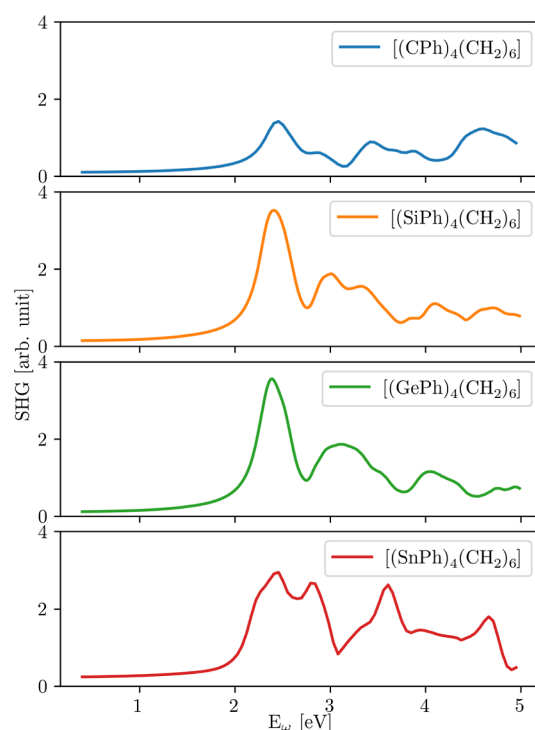 4
[(CPh)₄(CH₂)₆]
2
0
4
[(SiPh)₄(CH₂)₆]
2
0
SHG [arb. unit]
4
[(GePh)₄(CH₂)₆]
2
0
4
[(SnPh)₄(CH₂)₆]
2
0
1 2 3 4 5
E_ω [eV]